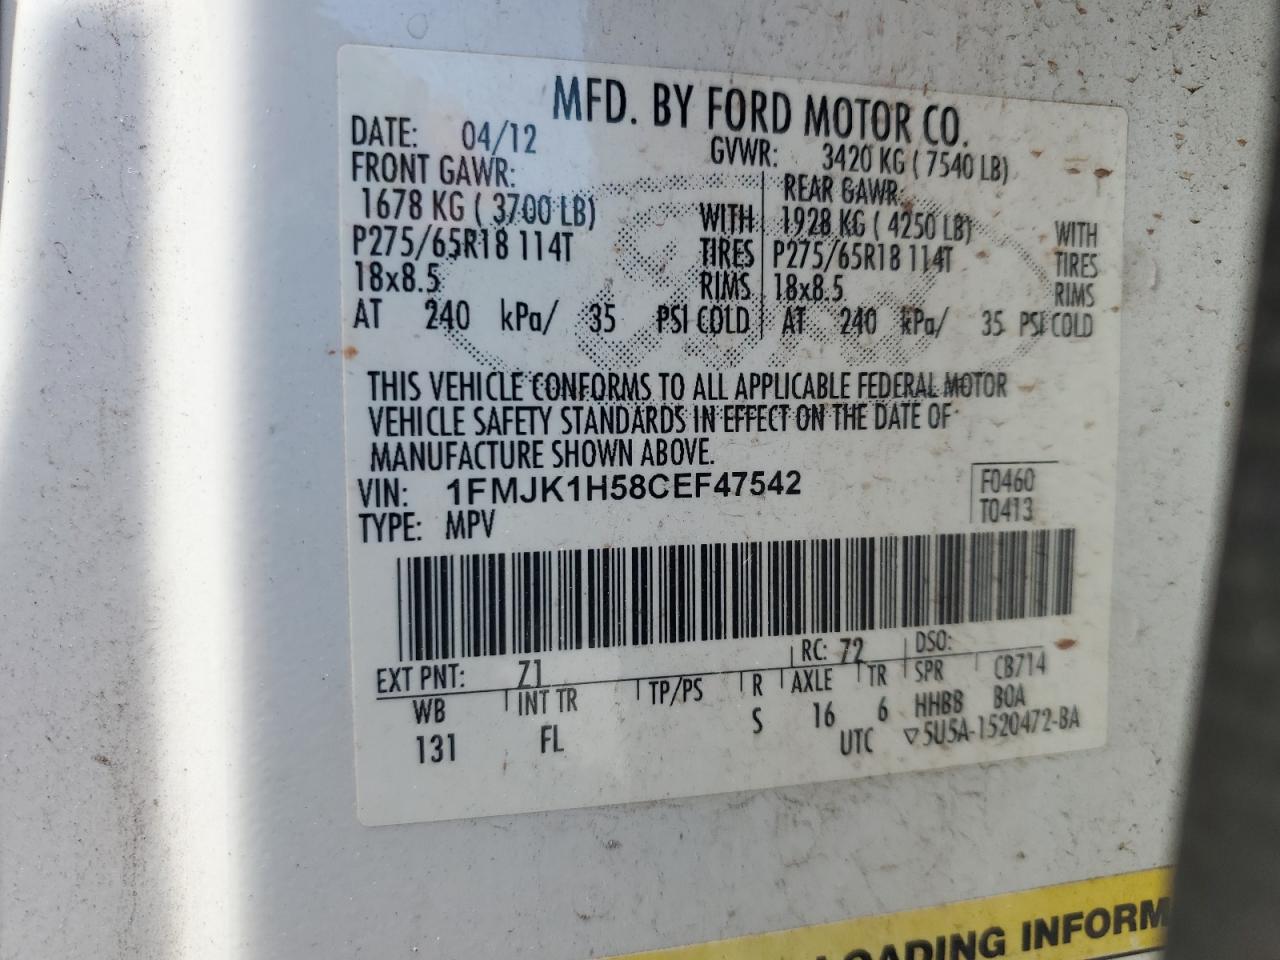 MFD. BY FORD MOTOR CO.
DATE: 04/12 GVWR: 3420 KG ( 7540 LB)
FRONT GAWR: REAR GAWR:
1678 KG ( 3700 LB) WITH 1928 KG ( 4250 LB) WITH
P275/65R18 114T TIRES P275/65R18 114T TIRES
18x8.5 RIMS 18x8.5 RIMS
AT 240 kPa/ 35 PSI COLD AT 240 kPa/ 35 PSI COLD
THIS VEHICLE CONFORMS TO ALL APPLICABLE FEDERAL MOTOR
VEHICLE SAFETY STANDARDS IN EFFECT ON THE DATE OF
MANUFACTURE SHOWN ABOVE.
VIN: 1FMJK1H58CEF47542 F0460
TYPE: MPV T0413
EXT PNT: Z1 RC: 72 DSO:
WB INT TR TP/PS R AXLE TR SPR CB714
131 FL S 16 6 HHBB BOA
UTC ▽5U5A-1520472-BA
LOADING INFORM